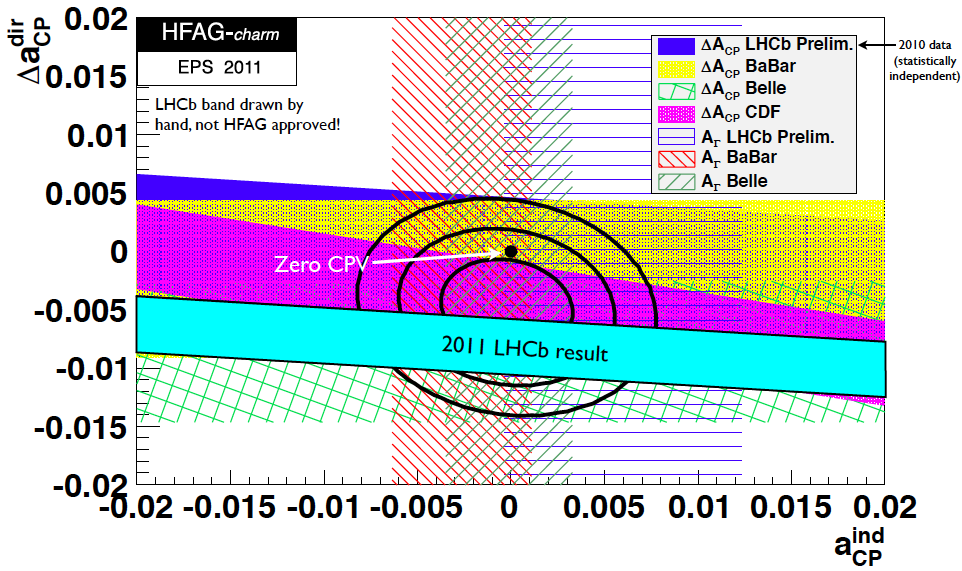 Δa_CP^dir
0.02
0.015
0.01
0.005
0
-0.005
-0.01
-0.015
-0.02
HFAG-charm
EPS 2011
LHCb band drawn by
hand, not HFAG approved!
ΔA_CP LHCb Prelim.
ΔA_CP BaBar
ΔA_CP Belle
ΔA_CP CDF
A_Γ LHCb Prelim.
A_Γ BaBar
A_Γ Belle
2010 data
(statistically
independent)
Zero CPV
2011 LHCb result
-0.02 -0.015 -0.01 -0.005 0 0.005 0.01 0.015 0.02
a_CP^ind